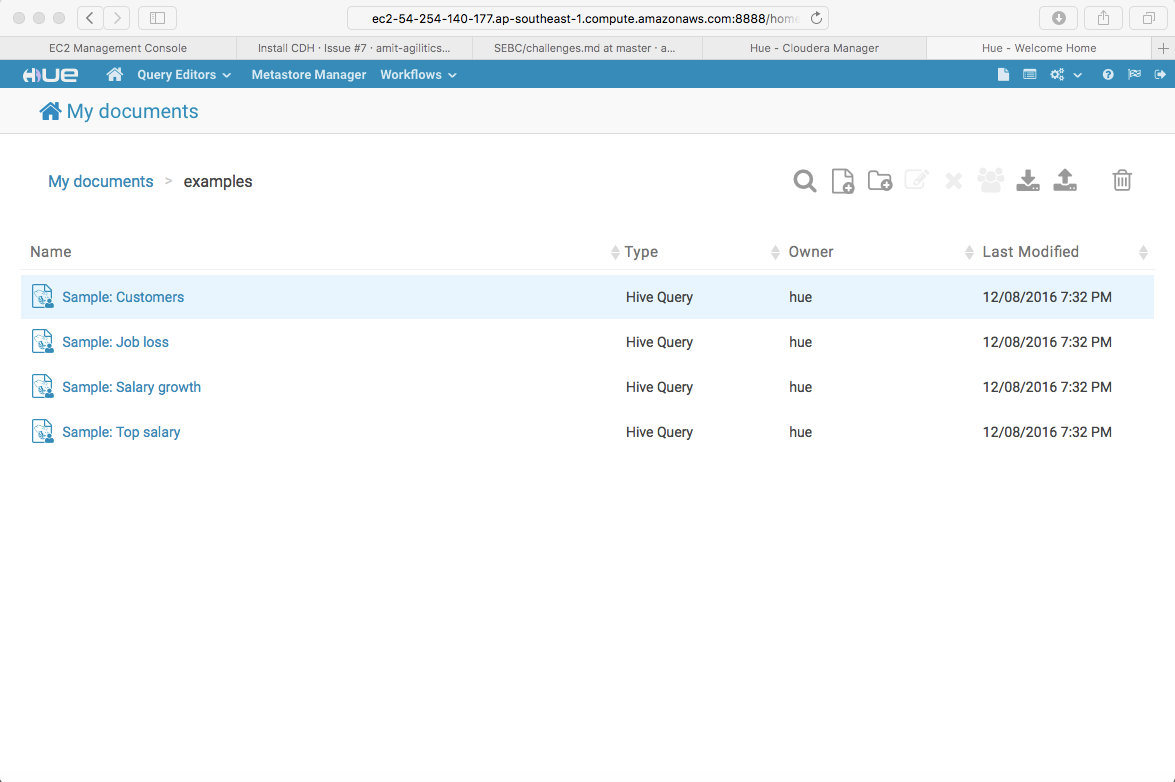 ec2-54-254-140-177.ap-southeast-1.compute.amazonaws.com:8888/home
EC2 Management Console
Install CDH · Issue #7 · amit-agilitics...
SEBC/challenges.md at master · a...
Hue - Cloudera Manager
Hue - Welcome Home
HUE Query Editors Metastore Manager Workflows
My documents
My documents > examples
Name Type Owner Last Modified
Sample: Customers Hive Query hue 12/08/2016 7:32 PM
Sample: Job loss Hive Query hue 12/08/2016 7:32 PM
Sample: Salary growth Hive Query hue 12/08/2016 7:32 PM
Sample: Top salary Hive Query hue 12/08/2016 7:32 PM